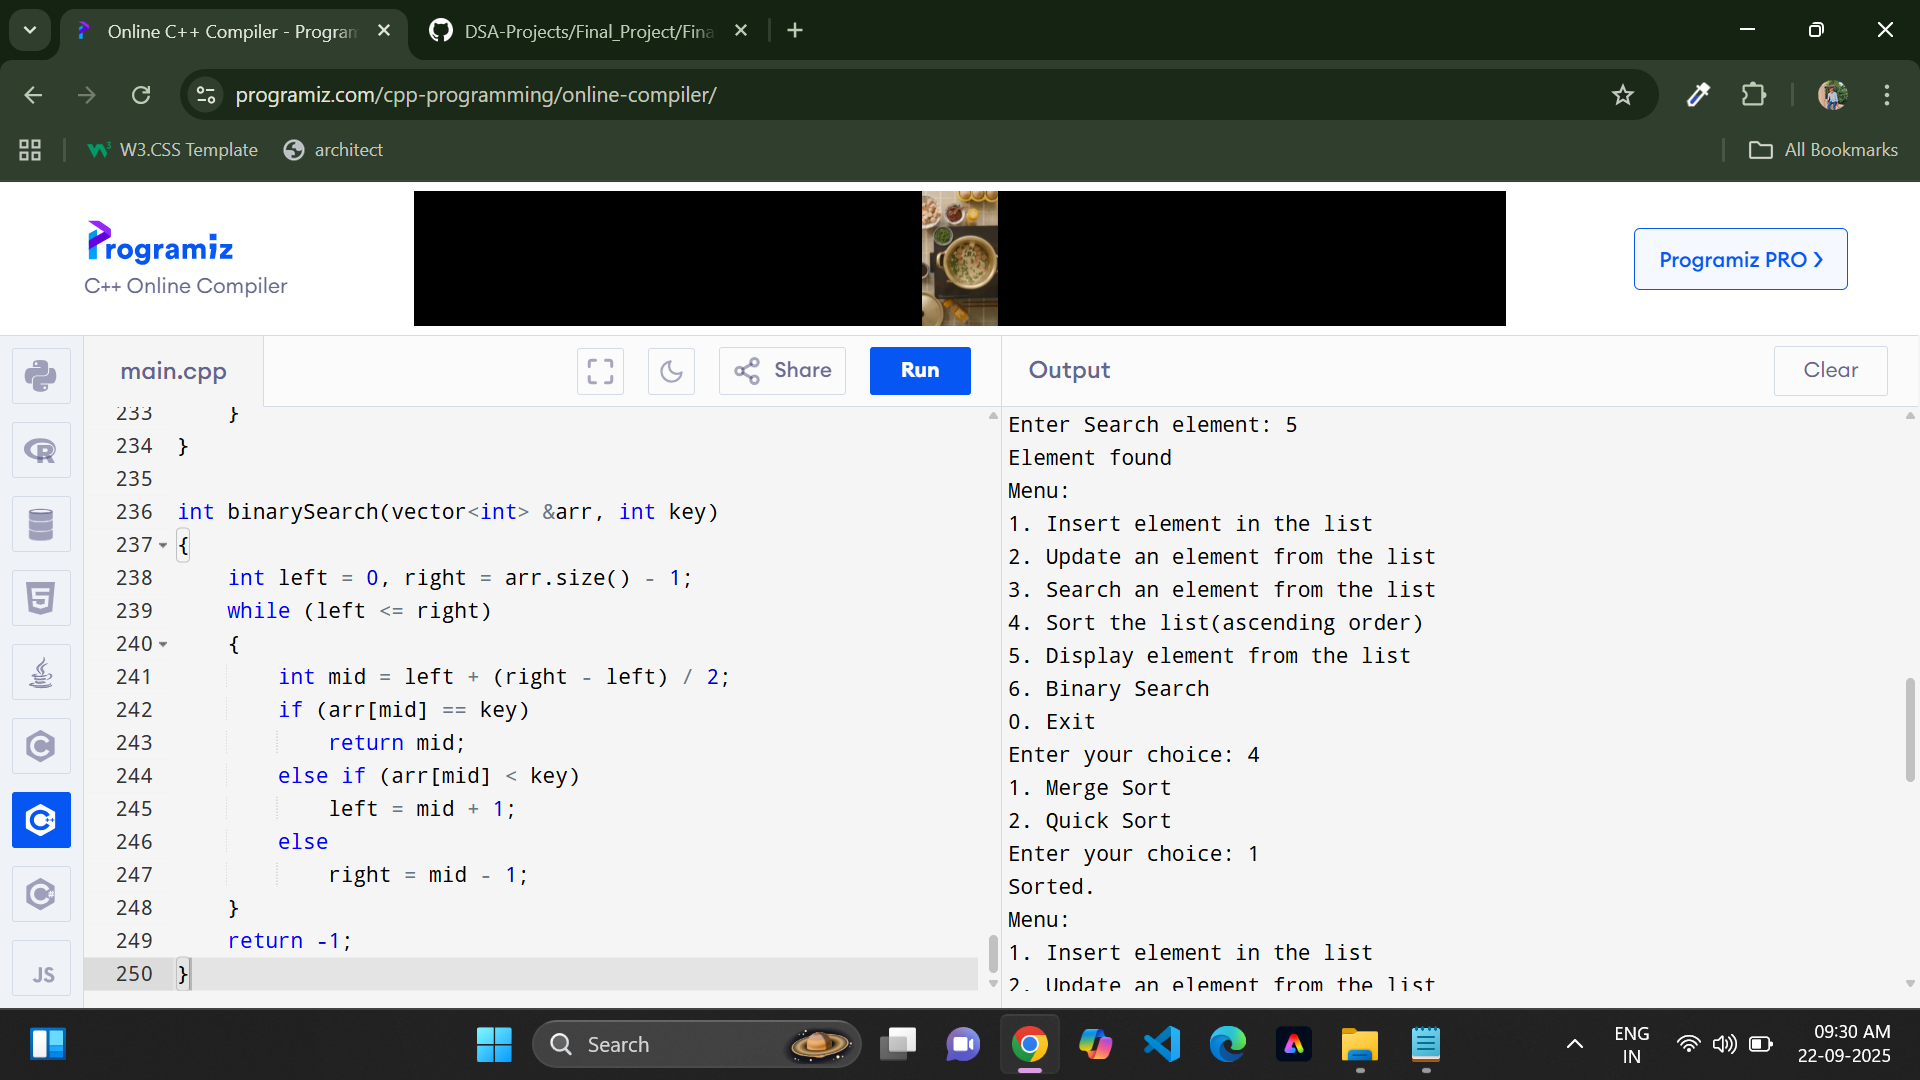 Online C++ Compiler - Program
DSA-Projects/Final_Project/Fina
programiz.com/cpp-programming/online-compiler/
W3.CSS Template
architect
All Bookmarks
Programiz
C++ Online Compiler
Programiz PRO ❯
main.cpp
Share
Run
Output
Clear
233 }
234 }
235
236 int binarySearch(vector<int> &arr, int key)
237 {
238 int left = 0, right = arr.size() - 1;
239 while (left <= right)
240 {
241 int mid = left + (right - left) / 2;
242 if (arr[mid] == key)
243 return mid;
244 else if (arr[mid] < key)
245 left = mid + 1;
246 else
247 right = mid - 1;
248 }
249 return -1;
250 }
JS
Enter Search element: 5
Element found
Menu:
1. Insert element in the list
2. Update an element from the list
3. Search an element from the list
4. Sort the list(ascending order)
5. Display element from the list
6. Binary Search
0. Exit
Enter your choice: 4
1. Merge Sort
2. Quick Sort
Enter your choice: 1
Sorted.
Menu:
1. Insert element in the list
2. Update an element from the list
Search
ENG
IN
09:30 AM
22-09-2025